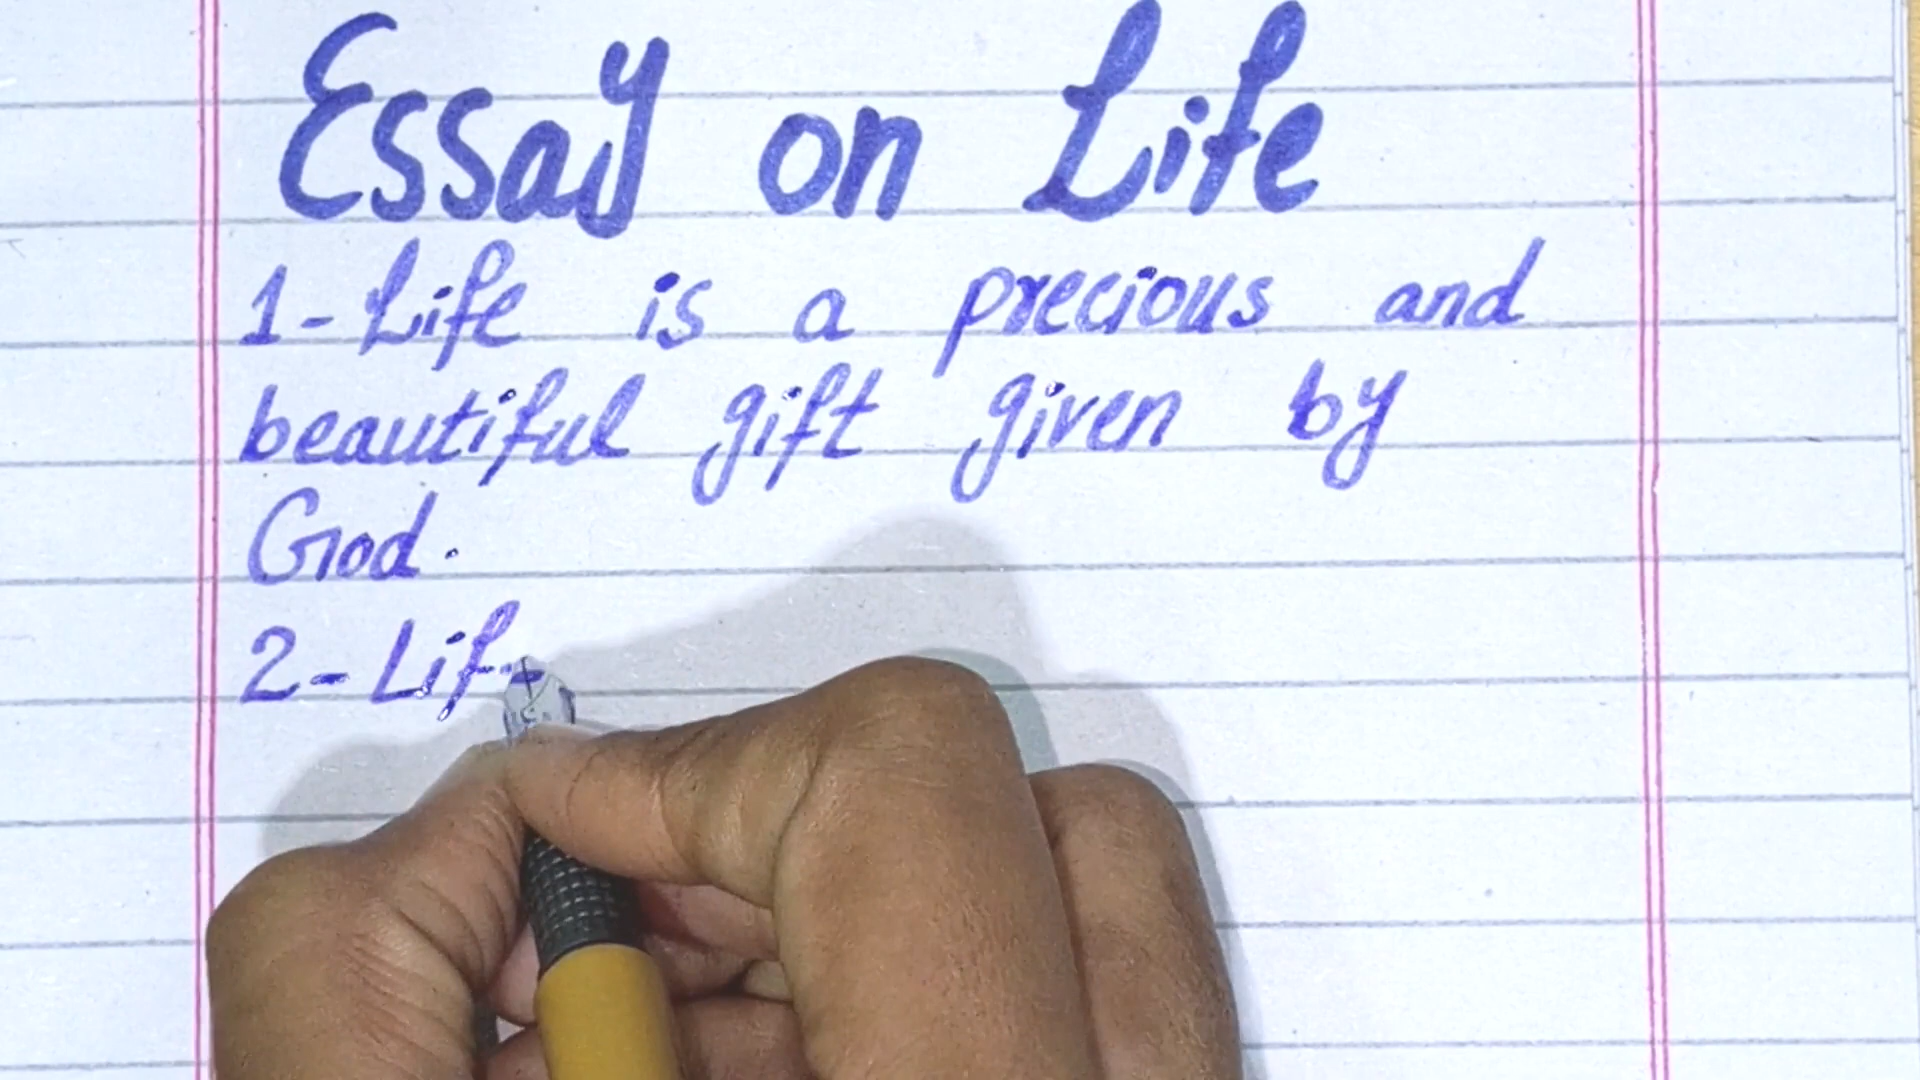 Essay on Life
1- Life is a precious and
beautiful gift given by
God.
2- Lif